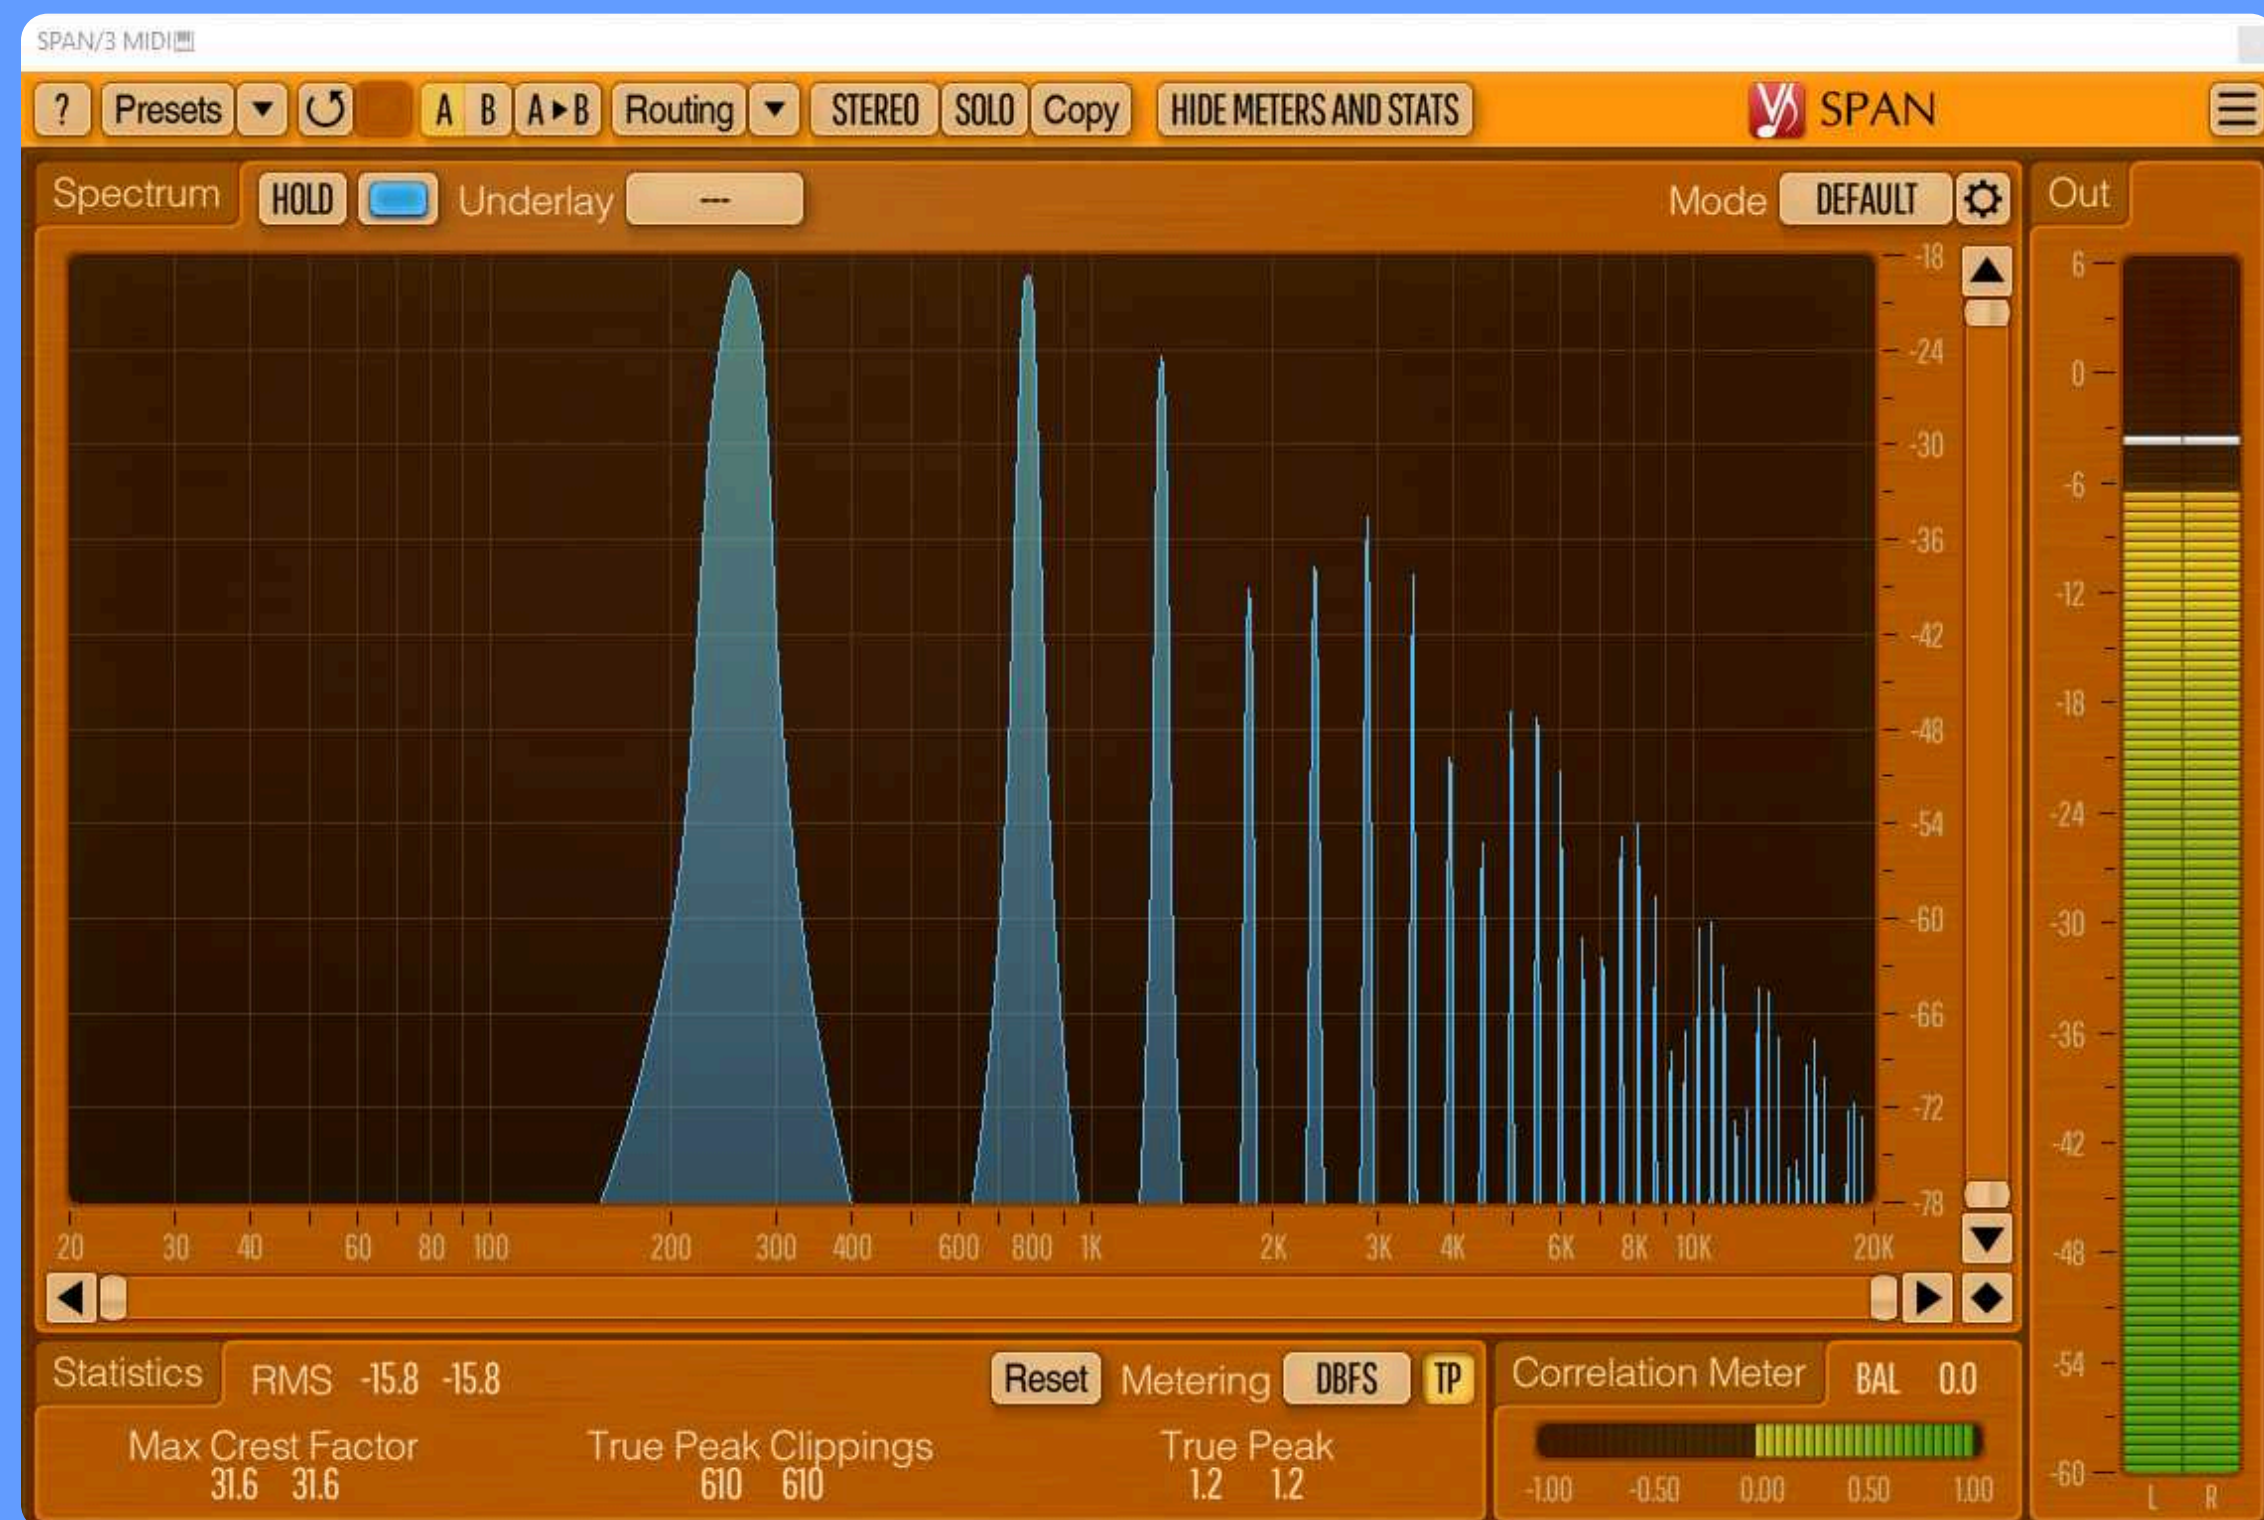 SPAN/3 MIDI
? Presets A B A▸B Routing STEREO SOLO Copy HIDE METERS AND STATS SPAN
Spectrum HOLD Underlay --- Mode DEFAULT Out
-18
-24
-30
-36
-42
-48
-54
-60
-66
-72
-78
20 30 40 60 80 100 200 300 400 600 800 1K 2K 3K 4K 6K 8K 10K 20K
6
0
-6
-12
-18
-24
-30
-36
-42
-48
-54
-60
L R
Statistics RMS -15.8 -15.8 Reset Metering DBFS TP
Max Crest Factor True Peak Clippings True Peak
31.6 31.6 610 610 1.2 1.2
Correlation Meter BAL 0.0
-1.00 -0.50 0.00 0.50 1.00